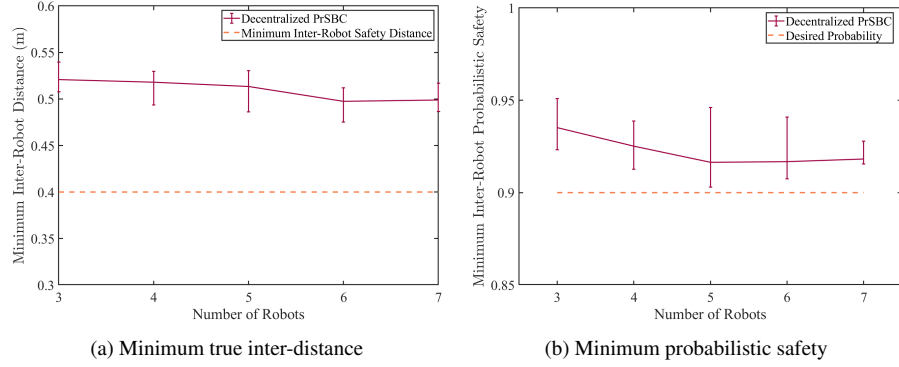 0.6
0.55
0.5
0.45
0.4
0.35
0.3
Minimum Inter-Robot Distance (m)
Decentralized PrSBC
Minimum Inter-Robot Safety Distance
3 4 5 6 7
Number of Robots
(a) Minimum true inter-distance
1
0.95
0.9
0.85
Minimum Inter-Robot Probabilistic Safety
Decentralized PrSBC
Desired Probability
3 4 5 6 7
Number of Robots
(b) Minimum probabilistic safety